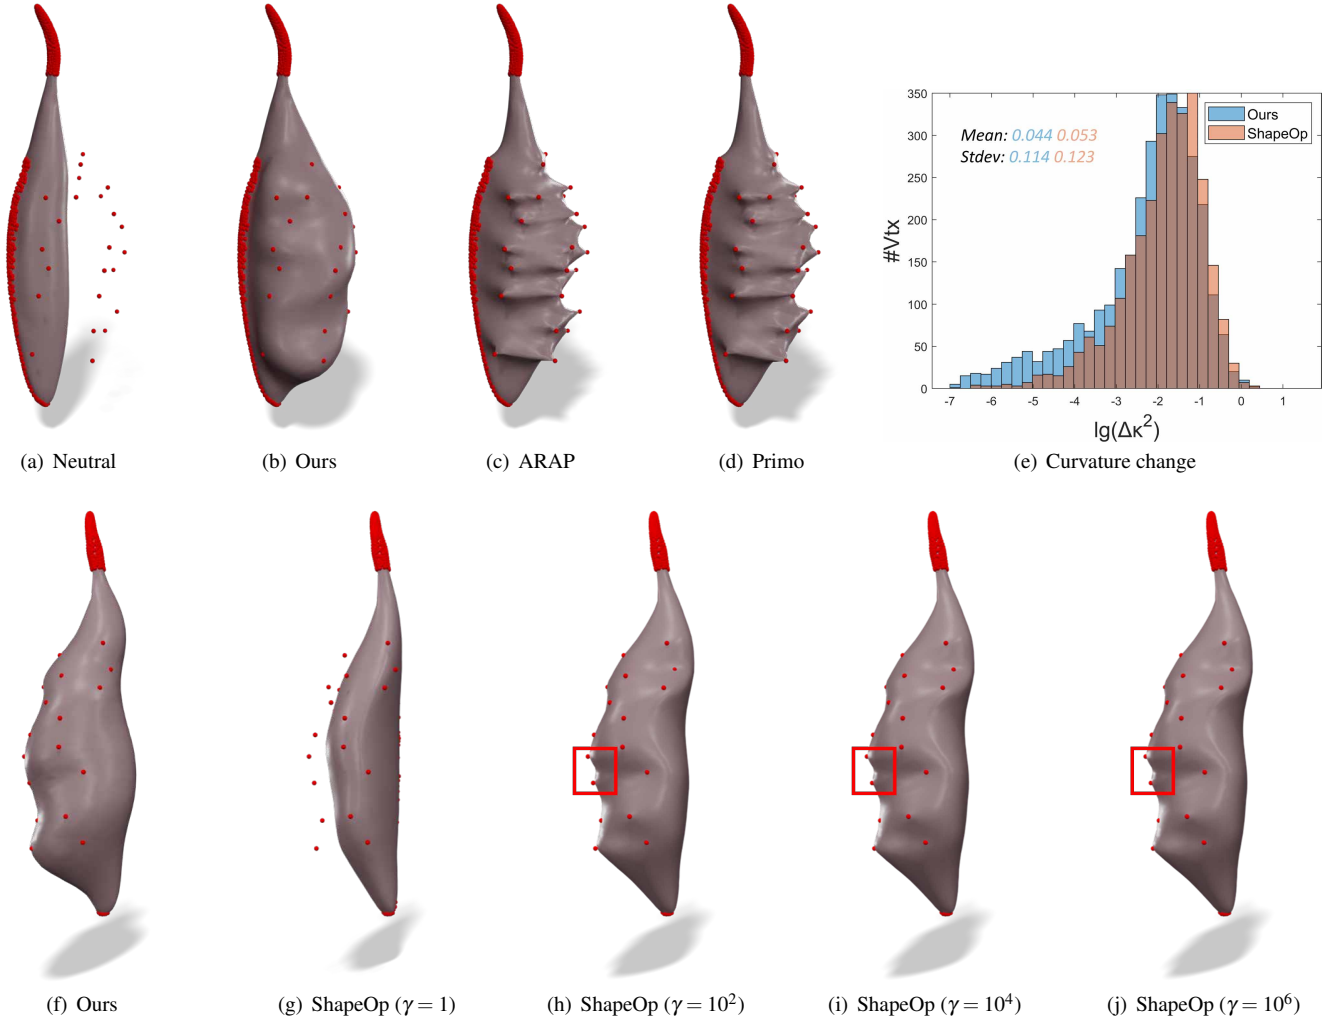 350
300
250
200
150
100
50
0
#Vtx
Mean: 0.044 0.053
Stdev: 0.114 0.123
Ours
ShapeOp
-7 -6 -5 -4 -3 -2 -1 0 1
lg(Δκ²)
(a) Neutral
(b) Ours
(c) ARAP
(d) Primo
(e) Curvature change
(f) Ours
(g) ShapeOp (γ = 1)
(h) ShapeOp (γ = 10²)
(i) ShapeOp (γ = 10⁴)
(j) ShapeOp (γ = 10⁶)